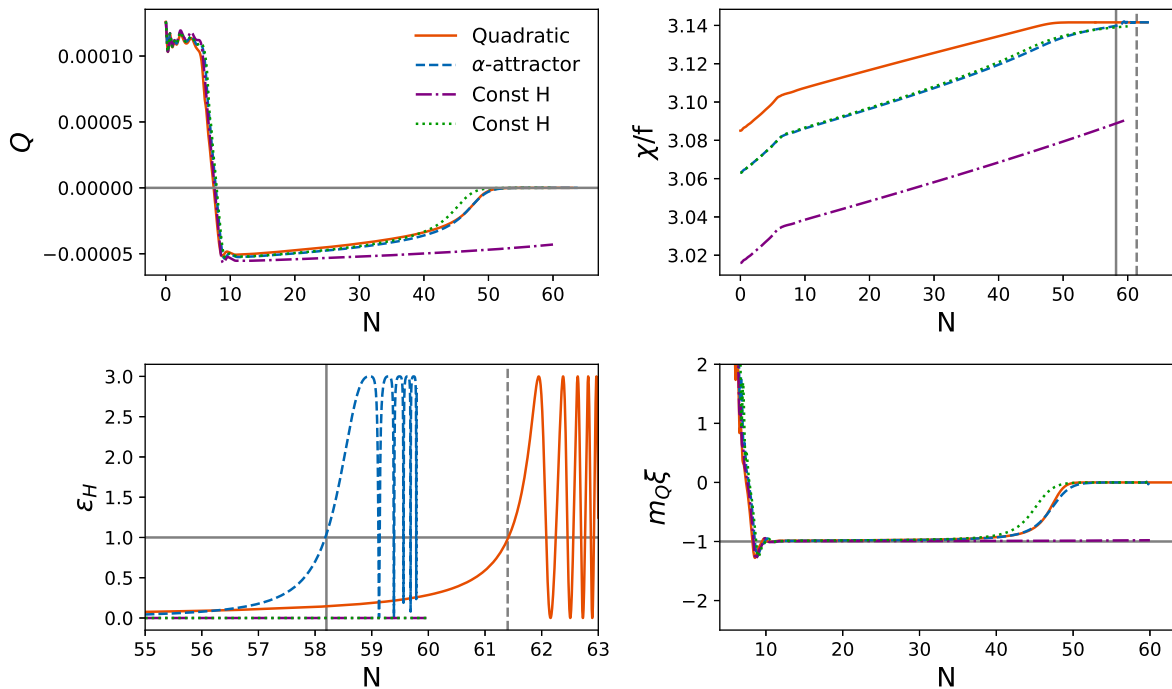 Q
0.00010
0.00005
0.00000
−0.00005
0 10 20 30 40 50 60
N
Quadratic
α-attractor
Const H
Const H
χ/f
3.14
3.12
3.10
3.08
3.06
3.04
3.02
0 10 20 30 40 50 60
N
ε_H
3.0
2.5
2.0
1.5
1.0
0.5
0.0
55 56 57 58 59 60 61 62 63
N
m_Qξ
2
1
0
−1
−2
10 20 30 40 50 60
N